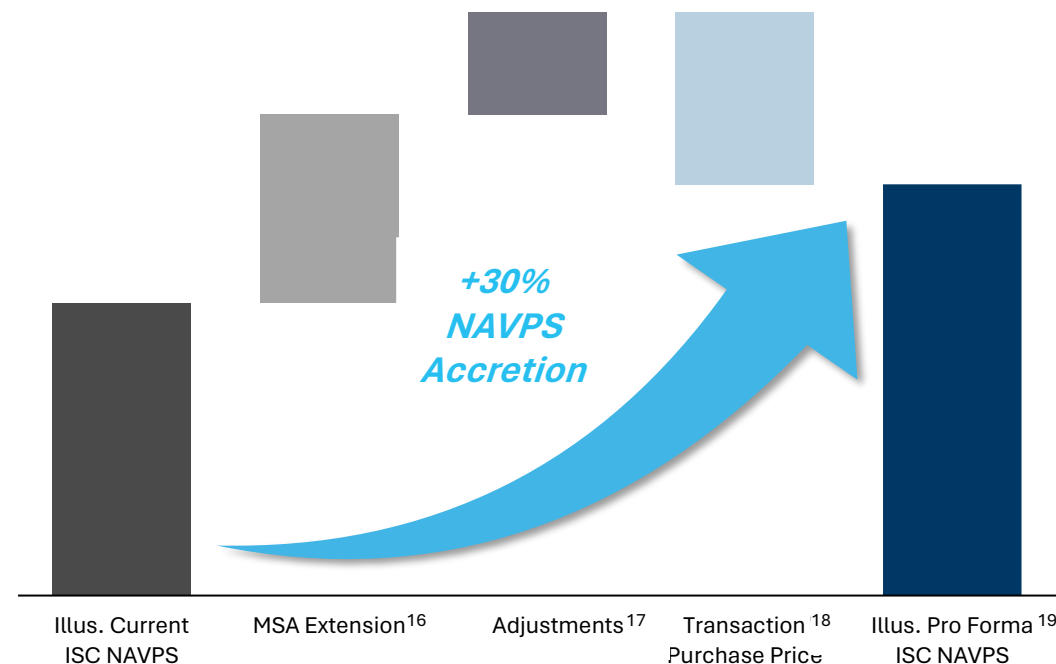 +30%
NAVPS
Accretion
Illus. Current
ISC NAVPS
MSA Extension16
Adjustments17
Transaction 18
Purchase Price
Illus. Pro Forma 19
ISC NAVPS